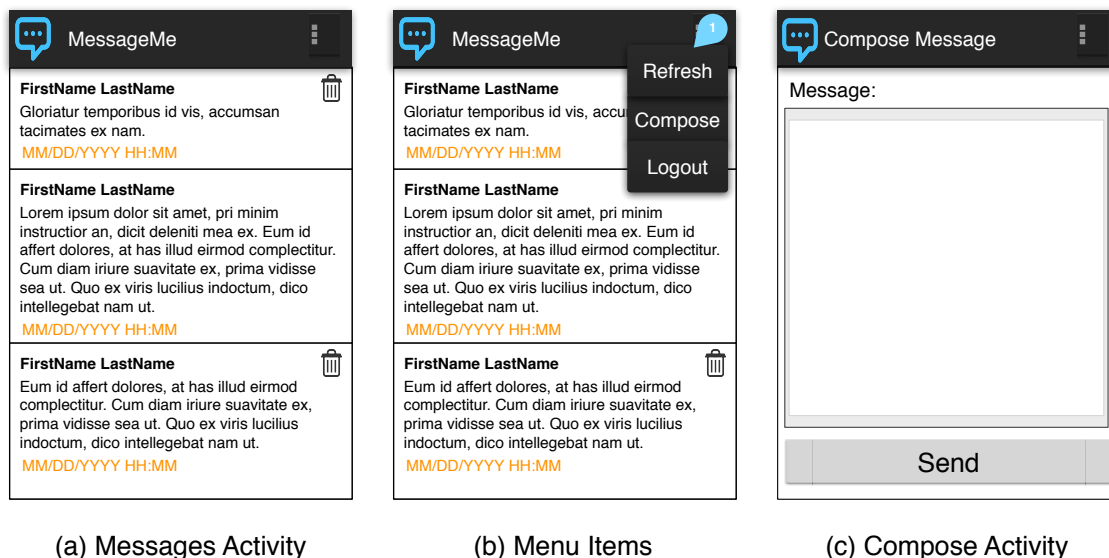 MessageMe
FirstName LastName
Gloriatur temporibus id vis, accumsan
tacimates ex nam.
MM/DD/YYYY HH:MM
FirstName LastName
Lorem ipsum dolor sit amet, pri minim
instructior an, dicit deleniti mea ex. Eum id
affert dolores, at has illud eirmod complectitur.
Cum diam iriure suavitate ex, prima vidisse
sea ut. Quo ex viris lucilius indoctum, dico
intellegebat nam ut.
MM/DD/YYYY HH:MM
FirstName LastName
Eum id affert dolores, at has illud eirmod
complectitur. Cum diam iriure suavitate ex,
prima vidisse sea ut. Quo ex viris lucilius
indoctum, dico intellegebat nam ut.
MM/DD/YYYY HH:MM
(a) Messages Activity
MessageMe
1
Refresh
Compose
Logout
FirstName LastName
Gloriatur temporibus id vis, accu
tacimates ex nam.
MM/DD/YYYY HH:MM
FirstName LastName
Lorem ipsum dolor sit amet, pri minim
instructior an, dicit deleniti mea ex. Eum id
affert dolores, at has illud eirmod complectitur.
Cum diam iriure suavitate ex, prima vidisse
sea ut. Quo ex viris lucilius indoctum, dico
intellegebat nam ut.
MM/DD/YYYY HH:MM
FirstName LastName
Eum id affert dolores, at has illud eirmod
complectitur. Cum diam iriure suavitate ex,
prima vidisse sea ut. Quo ex viris lucilius
indoctum, dico intellegebat nam ut.
MM/DD/YYYY HH:MM
(b) Menu Items
Compose Message
Message:
Send
(c) Compose Activity